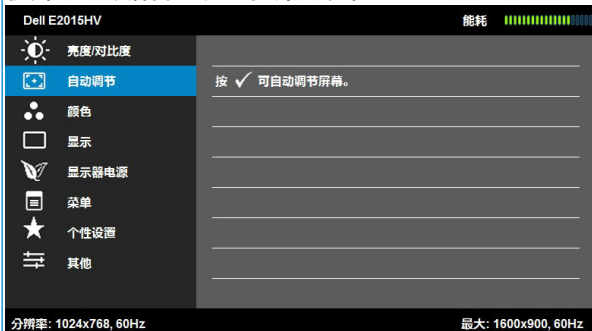 Dell E2015HV 能耗
亮度/对比度
自动调节 按 ✓ 可自动调节屏幕。
颜色
显示
显示器电源
菜单
个性设置
其他
分辨率: 1024x768, 60Hz 最大: 1600x900, 60Hz